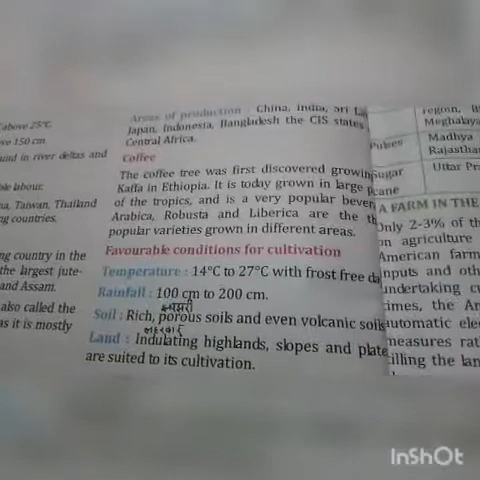 above 25°C
ve 150 cm
und in river deltas and
ble labour.
na, Taiwan, Thailand
ng countries.
ng country in the
the largest jute-
and Assam.
also called the
as it is mostly
Areas of production : China, India, Sri Lan
Japan, Indonesia, Bangladesh the CIS states
Central Africa.
Coffee
The coffee tree was first discovered growin
Kaffa in Ethiopia. It is today grown in large p
of the tropics, and is a very popular bever
Arabica, Robusta and Liberica are the th
popular varieties grown in different areas.
Favourable conditions for cultivation
Temperature : 14°C to 27°C with frost free da
Rainfall : 100 cm to 200 cm.
Soil : Rich, porous soils and even volcanic soils
Land : Indulating highlands, slopes and plate
are suited to its cultivation.
region,
Meghalaya
Pulses
Madhya
Rajasthan
Sugar
cane
Uttar Pra
A FARM IN THE
Only 2-3% of th
on agriculture
American farm
inputs and oth
undertaking cu
times, the Am
automatic elec
measures rat
tilling the lan
InShOt